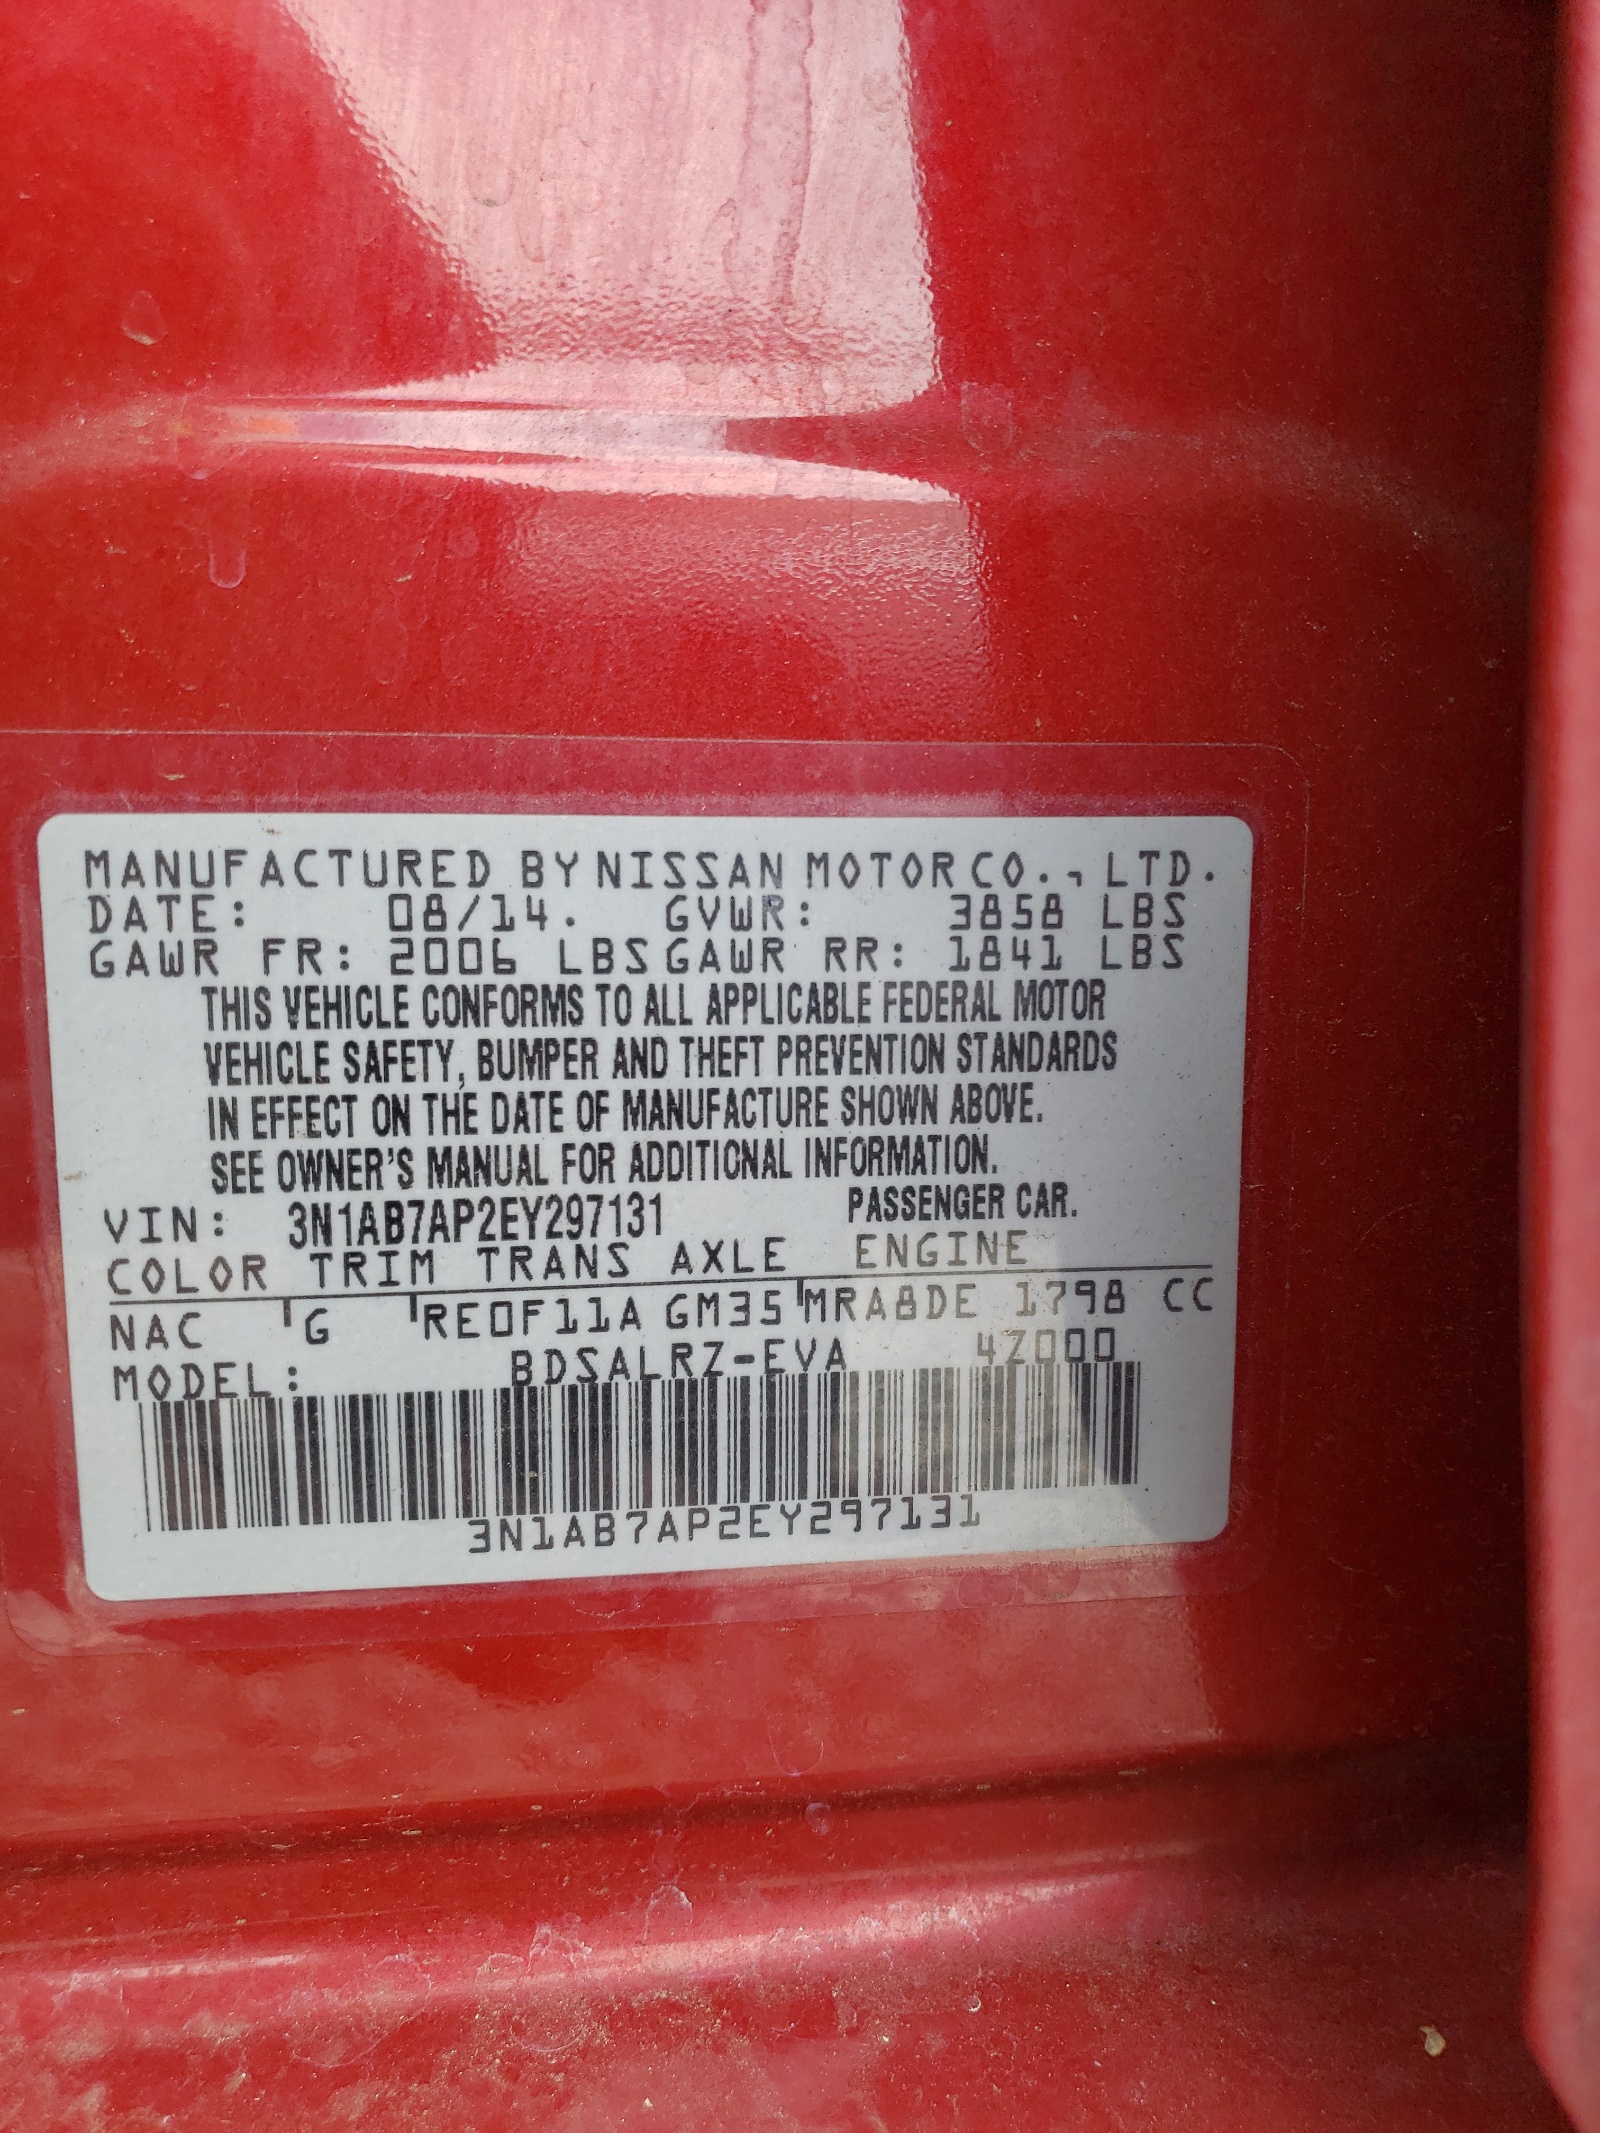 MANUFACTURED BY NISSAN MOTOR CO., LTD.
DATE: 08/14. GVWR: 3858 LBS
GAWR FR: 2006 LBS GAWR RR: 1841 LBS
THIS VEHICLE CONFORMS TO ALL APPLICABLE FEDERAL MOTOR
VEHICLE SAFETY, BUMPER AND THEFT PREVENTION STANDARDS
IN EFFECT ON THE DATE OF MANUFACTURE SHOWN ABOVE.
SEE OWNER'S MANUAL FOR ADDITIONAL INFORMATION.
VIN: 3N1AB7AP2EY297131 PASSENGER CAR.
COLOR TRIM TRANS AXLE ENGINE
NAC G RE0F11A GM35 MRA8DE 1798 CC
MODEL: BDSALRZ-EVA 4Z000
3N1AB7AP2EY297131